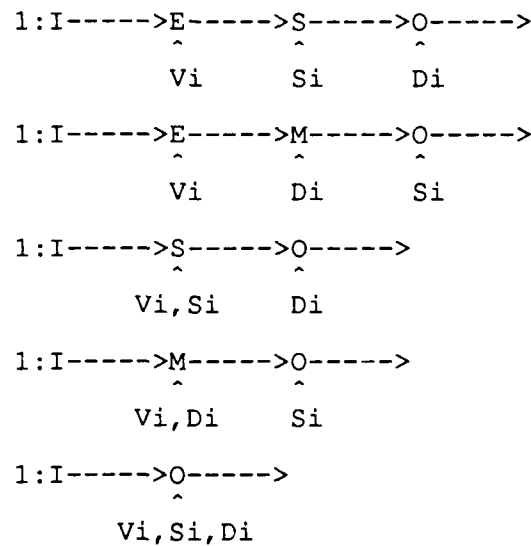 1:I----->E----->S----->O----->
^ ^ ^
Vi Si Di
1:I----->E----->M----->O----->
^ ^ ^
Vi Di Si
1:I----->S----->O----->
^ ^
Vi,Si Di
1:I----->M----->O----->
^ ^
Vi,Di Si
1:I----->O----->
^
Vi,Si,Di